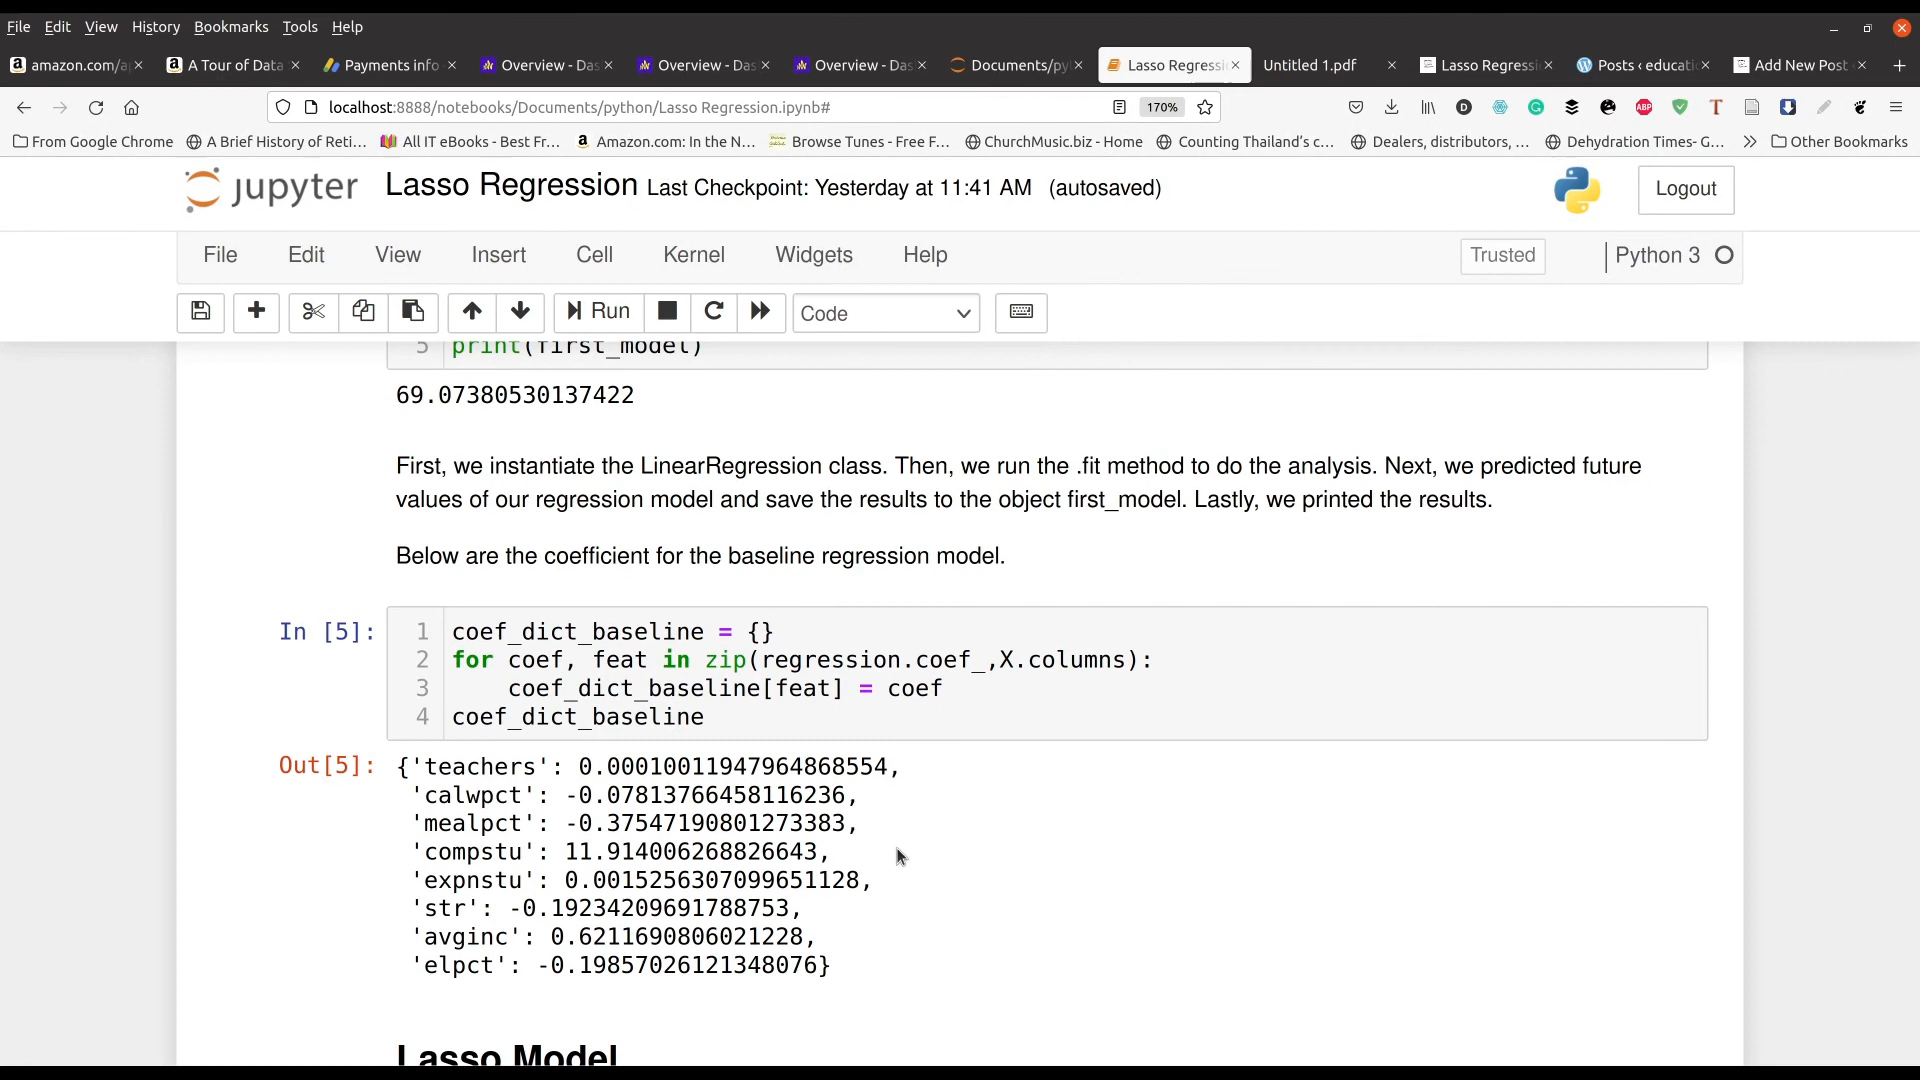 File Edit View History Bookmarks Tools Help
amazon.com/a
A Tour of Data
Payments info
Overview - Das
Overview - Das
Overview - Das
Documents/py
Lasso Regressi
Untitled 1.pdf
Lasso Regressi
Posts ‹ educati
Add New Post
localhost:8888/notebooks/Documents/python/Lasso Regression.ipynb#
170%
From Google Chrome
A Brief History of Reti...
All IT eBooks - Best Fr...
Amazon.com: In the N...
Browse Tunes - Free F...
ChurchMusic.biz - Home
Counting Thailand's c...
Dealers, distributors, ...
Dehydration Times- G...
Other Bookmarks
jupyter Lasso Regression Last Checkpoint: Yesterday at 11:41 AM (autosaved)
Logout
File Edit View Insert Cell Kernel Widgets Help
Trusted
Python 3
Run
Code
5 print(first_model)
69.07380530137422
First, we instantiate the LinearRegression class. Then, we run the .fit method to do the analysis. Next, we predicted future
values of our regression model and save the results to the object first_model. Lastly, we printed the results.
Below are the coefficient for the baseline regression model.
In [5]: 1 coef_dict_baseline = {}
2 for coef, feat in zip(regression.coef_,X.columns):
3     coef_dict_baseline[feat] = coef
4 coef_dict_baseline
Out[5]: {'teachers': 0.00010011947964868554,
'calwpct': -0.07813766458116236,
'mealpct': -0.37547190801273383,
'compstu': 11.914006268826643,
'expnstu': 0.0015256307099651128,
'str': -0.19234209691788753,
'avginc': 0.6211690806021228,
'elpct': -0.19857026121348076}
Lasso Model